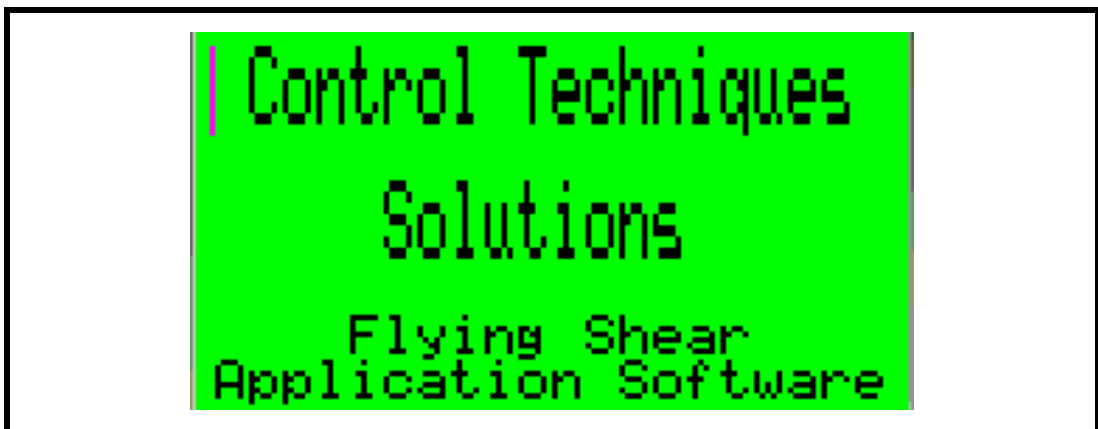 Control Techniques
Solutions
Flying Shear
Application Software